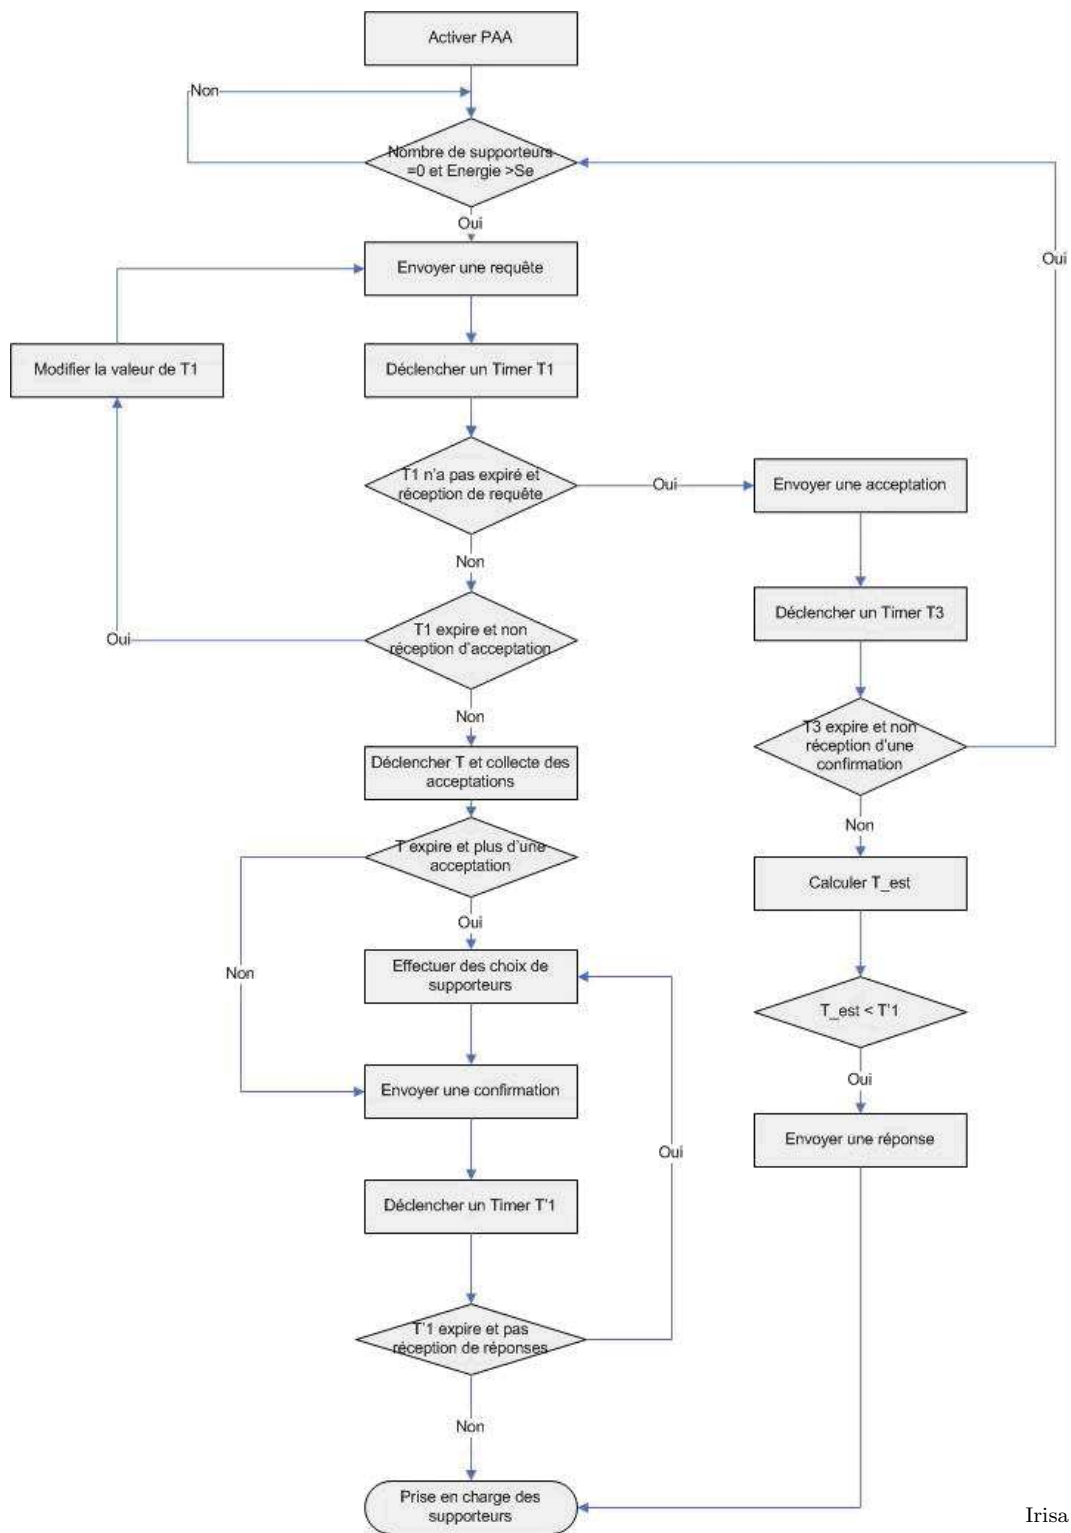 Activer PAA
Non
Nombre de supporteurs
=0 et Energie >Se
Oui
Oui
Envoyer une requête
Modifier la valeur de T1
Déclencher un Timer T1
T1 n'a pas expiré et
réception de requête
Oui
Envoyer une acceptation
Non
Déclencher un Timer T3
T1 expire et non
réception d'acceptation
Oui
Non
T3 expire et non
réception d'une
confirmation
Déclencher T et collecte des
acceptations
Non
T expire et plus d'une
acceptation
Calculer T_est
Oui
Effectuer des choix de
supporteurs
Non
T_est < T'1
Oui
Envoyer une confirmation
Envoyer une réponse
Oui
Déclencher un Timer T'1
T'1 expire et pas
réception de réponses
Non
Prise en charge des
supporteurs
Irisa